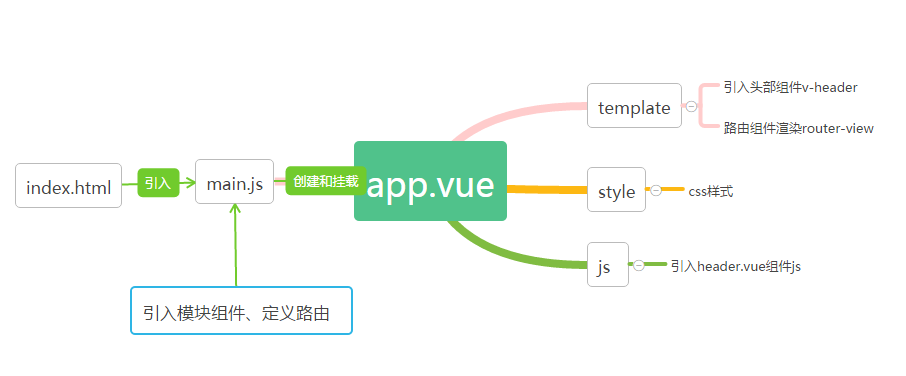 index.html
引入
main.js
创建和挂载
app.vue
引入模块组件、定义路由
template
引入头部组件v-header
路由组件渲染router-view
style
css样式
js
引入header.vue组件js